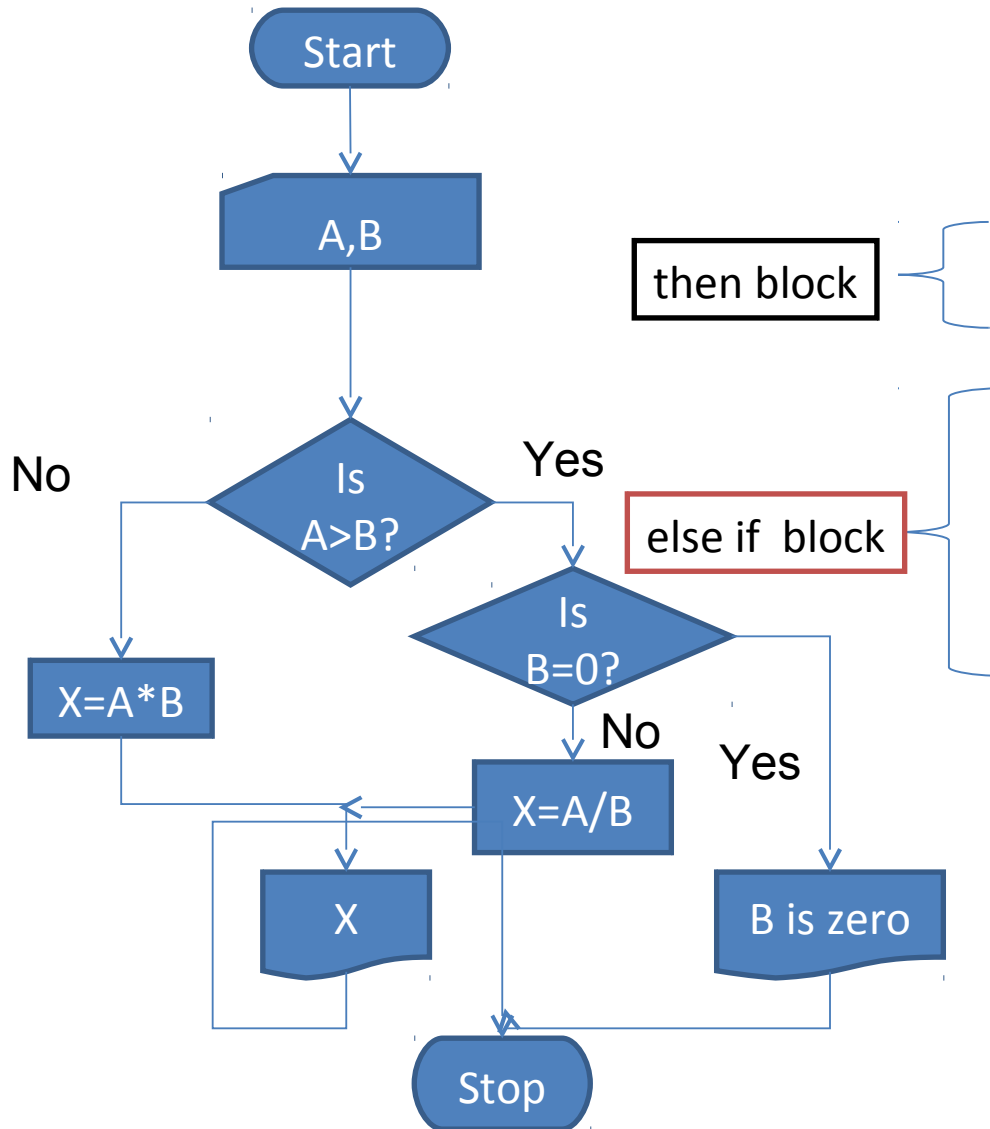 Start
A,B
then block
No
Yes
Is
A>B?
else if  block
Is
B=0?
X=A*B
No
Yes
X=A/B
X
B is zero
Stop